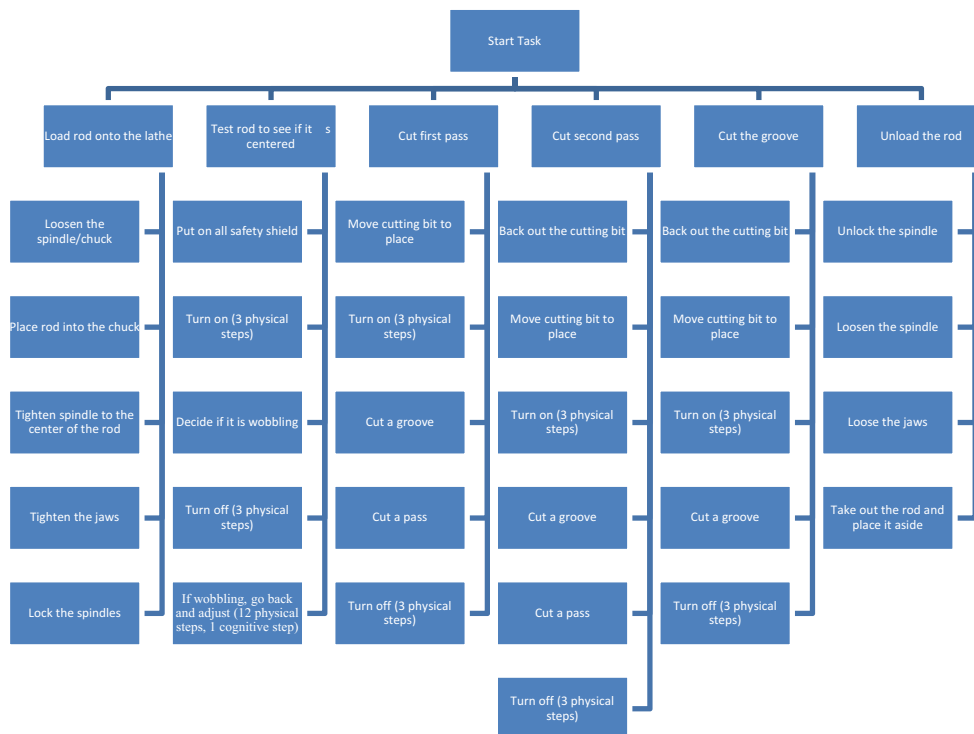 Start Task
Load rod onto the lathe
Test rod to see if it s
centered
Cut first pass
Cut second pass
Cut the groove
Unload the rod
Loosen the
spindle/chuck
Place rod into the chuck
Tighten spindle to the
center of the rod
Tighten the jaws
Lock the spindles
Put on all safety shield
Turn on (3 physical
steps)
Decide if it is wobbling
Turn off (3 physical
steps)
If wobbling, go back
and adjust (12 physical
steps, 1 cognitive step)
Move cutting bit to
place
Turn on (3 physical
steps)
Cut a groove
Cut a pass
Turn off (3 physical
steps)
Back out the cutting bit
Move cutting bit to
place
Turn on (3 physical
steps)
Cut a groove
Cut a pass
Turn off (3 physical
steps)
Back out the cutting bit
Move cutting bit to
place
Turn on (3 physical
steps)
Cut a groove
Turn off (3 physical
steps)
Unlock the spindle
Loosen the spindle
Loose the jaws
Take out the rod and
place it aside